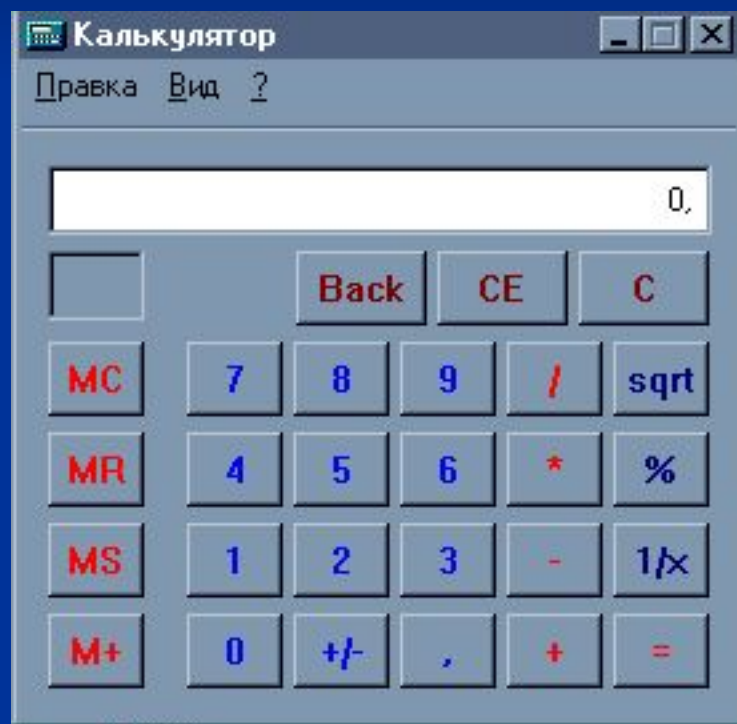 Калькулятор
Правка Вид ?
0,
Back CE C
MC 7 8 9 / sqrt
MR 4 5 6 * %
MS 1 2 3 - 1/x
M+ 0 +/- , + =